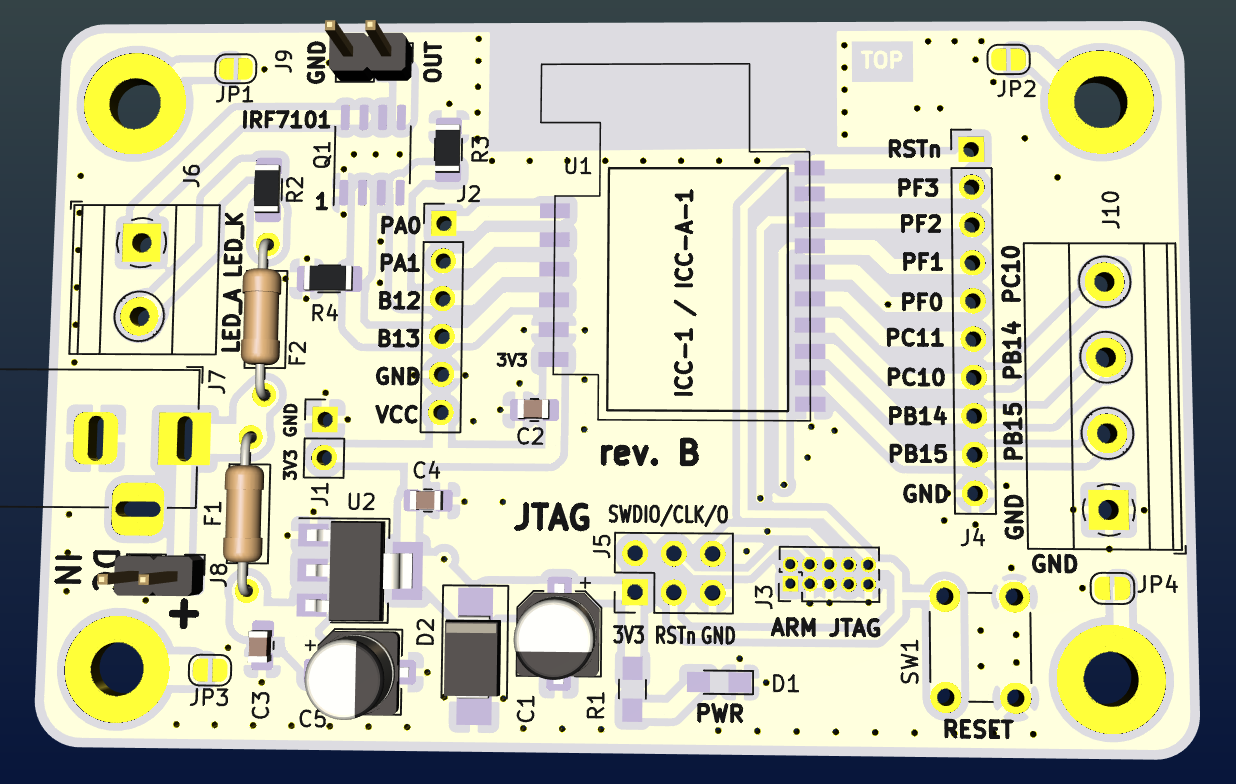 TOP
J9
GND
OUT
JP1
JP2
IRF7101
Q1
R3
U1
RSTn
J6
R2
1
J2
PF3
PA0
PF2
J10
LED_A LED_K
PA1
PF1
PC10
B12
PF0
R4
ICC-1 / ICC-A-1
B13
PC11
PB14
F2
3V3
GND
PC10
J7
VCC
PB14
GND
C2
PB15
3V3
rev. B
PB15
C4
J1
U2
GND
GND
F1
JTAG
SWDIO/CLK/O
J4
J5
IN
GND
J8
J3
JP4
+
+
D2
3V3 RSTn GND
ARM JTAG
SW1
+
JP3
D1
C3
C5
C1
R1
PWR
RESET